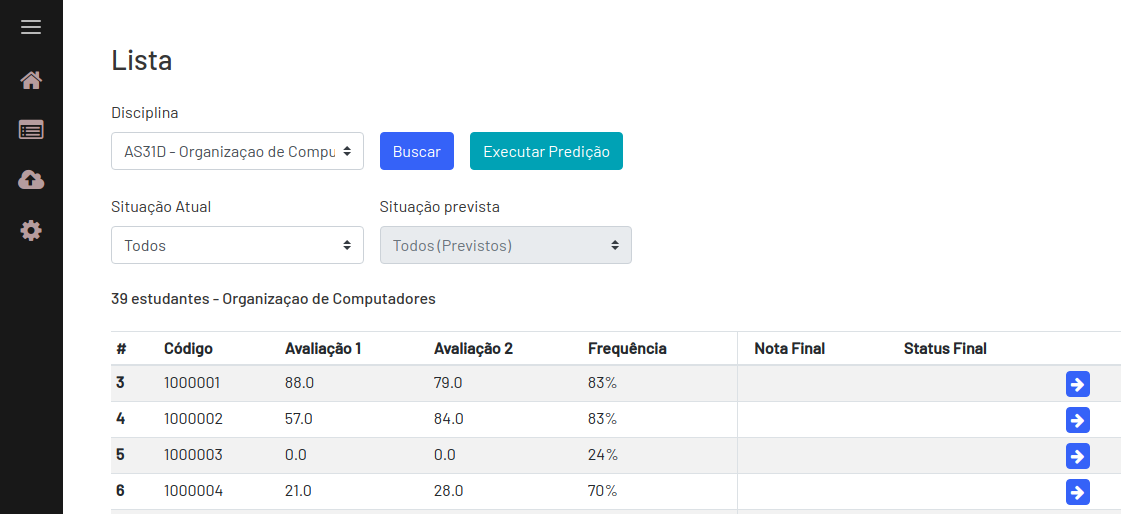 Lista
Disciplina
AS31D - Organizaçao de Compu
Buscar
Executar Predição
Situação Atual
Situação prevista
Todos
Todos (Previstos)
39 estudantes - Organizaçao de Computadores
# Código Avaliação 1 Avaliação 2 Frequência Nota Final Status Final
3 1000001 88.0 79.0 83%
4 1000002 57.0 84.0 83%
5 1000003 0.0 0.0 24%
6 1000004 21.0 28.0 70%